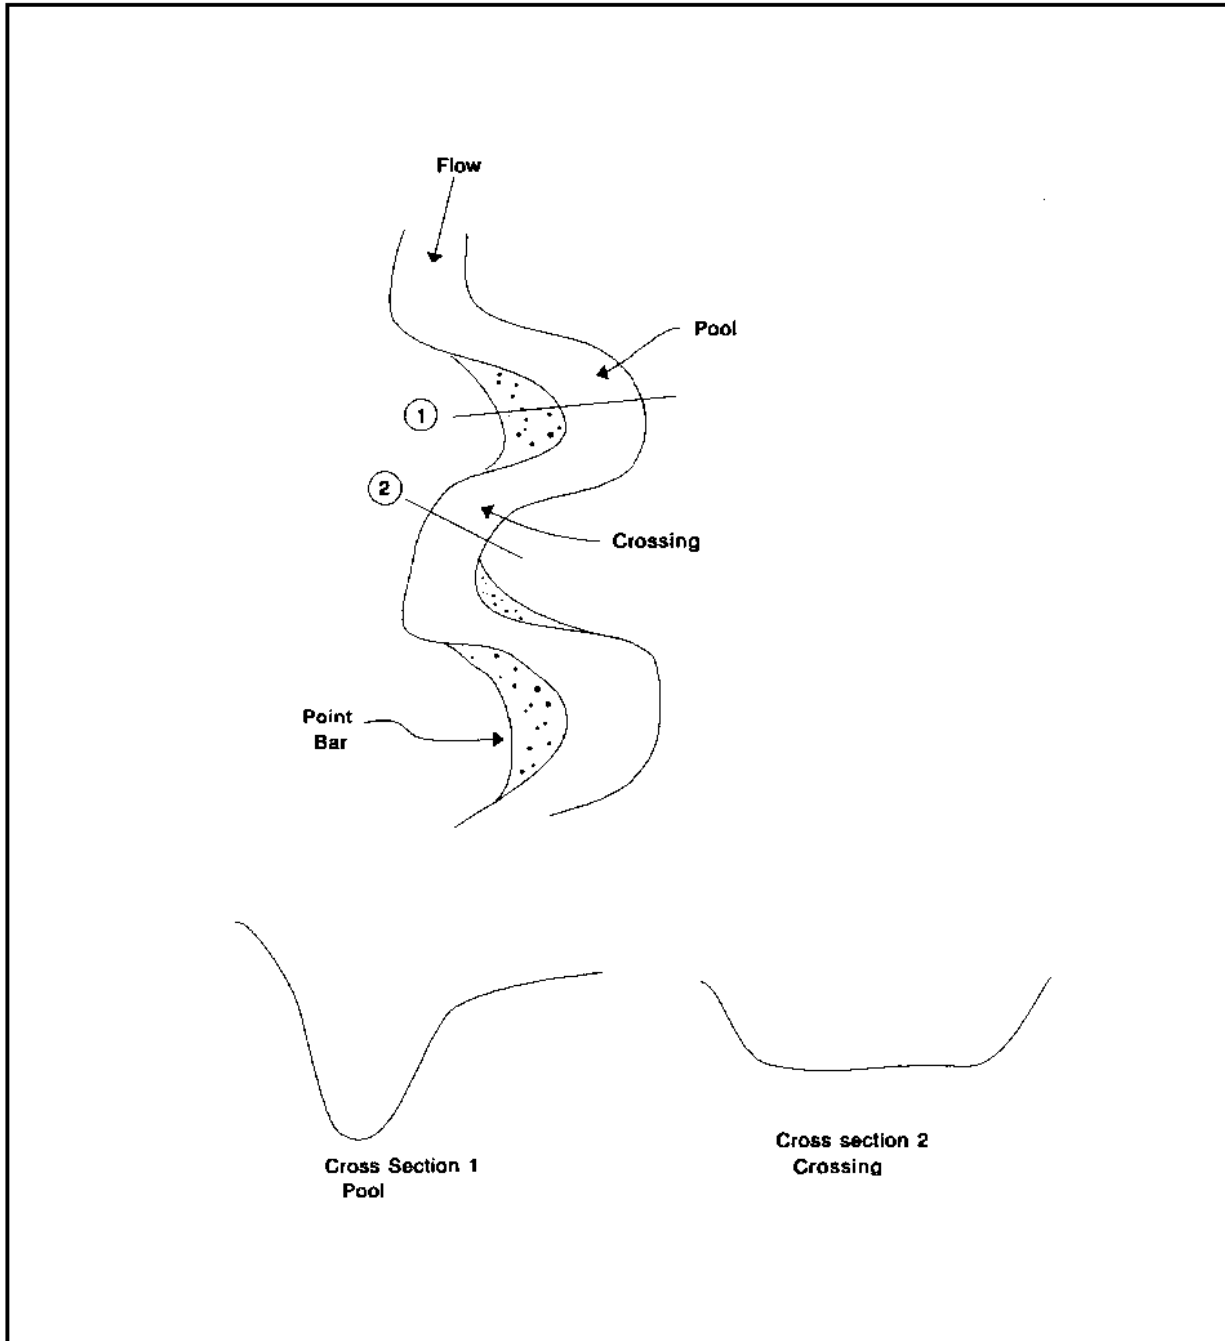 Flow
Pool
1
2
Crossing
Point
Bar
Cross Section 1
Pool
Cross section 2
Crossing